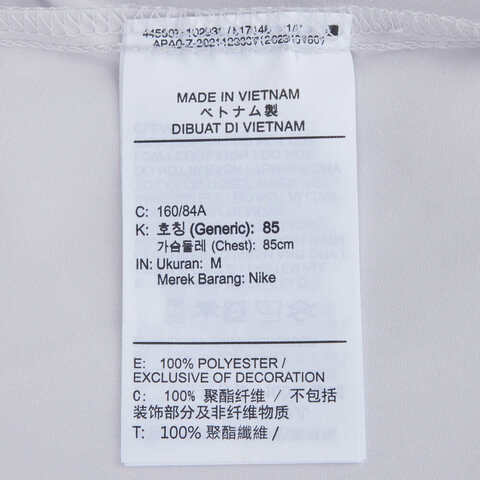 MADE IN VIETNAM
ベトナム製
DIBUAT DI VIETNAM
C: 160/84A
K: 호칭 (Generic): 85
가슴둘레 (Chest): 85cm
IN: Ukuran: M
Merek Barang: Nike
E: 100% POLYESTER /
EXCLUSIVE OF DECORATION
C: 100% 聚酯纤维 / 不包括
装饰部分及非纤维物质
T: 100% 聚酯纖維 /